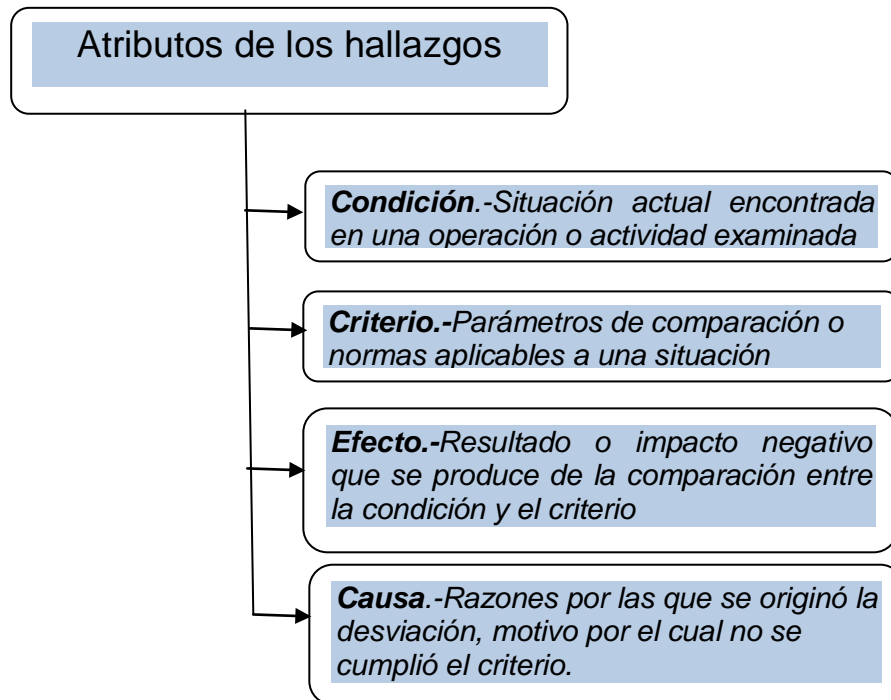 Atributos de los hallazgos
Condición.-Situación actual encontrada
en una operación o actividad examinada
Criterio.-Parámetros de comparación o
normas aplicables a una situación
Efecto.-Resultado o impacto negativo
que se produce de la comparación entre
la condición y el criterio
Causa.-Razones por las que se originó la
desviación, motivo por el cual no se
cumplió el criterio.